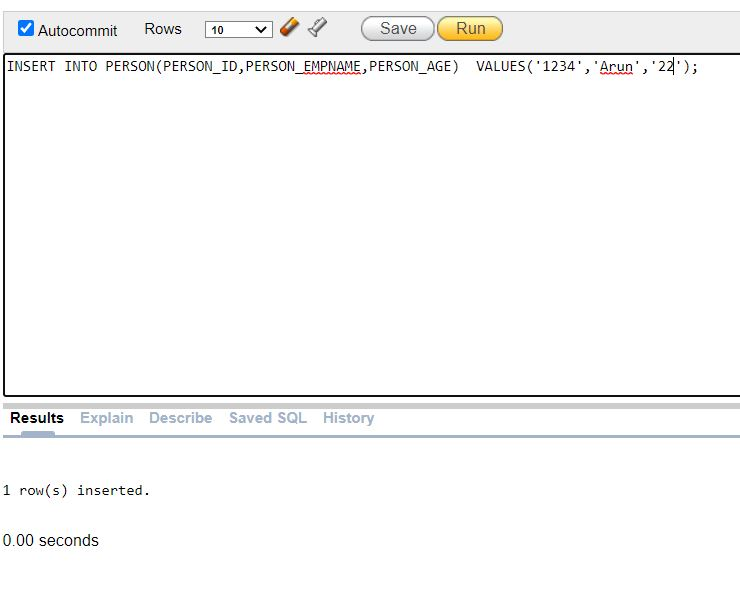 Autocommit Rows 10 Save Run
INSERT INTO PERSON(PERSON_ID,PERSON_EMPNAME,PERSON_AGE)  VALUES('1234','Arun','22');
Results Explain Describe Saved SQL History
1 row(s) inserted.
0.00 seconds